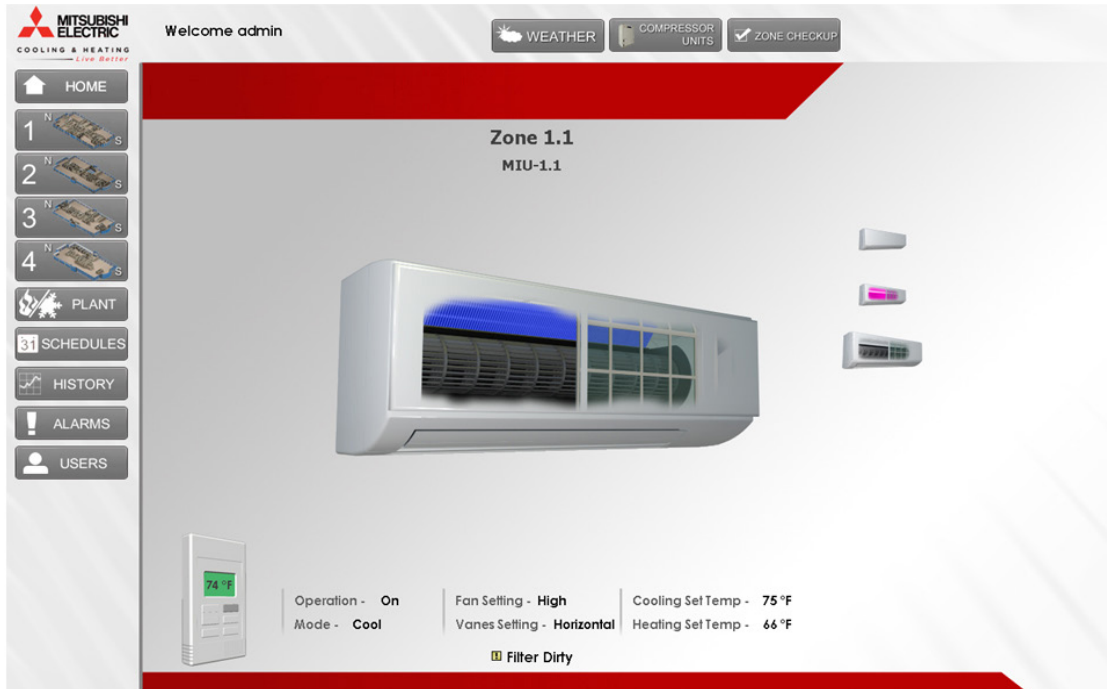 MITSUBISHI
ELECTRIC
COOLING & HEATING
Live Better
Welcome admin
WEATHER
COMPRESSOR
UNITS
ZONE CHECKUP
HOME
1 N S
2 N S
3 N S
4 N S
PLANT
31 SCHEDULES
HISTORY
ALARMS
USERS
Zone 1.1
MIU-1.1
74 °F
Operation - On
Mode - Cool
Fan Setting - High
Vanes Setting - Horizontal
Cooling Set Temp - 75 °F
Heating Set Temp - 66 °F
Filter Dirty